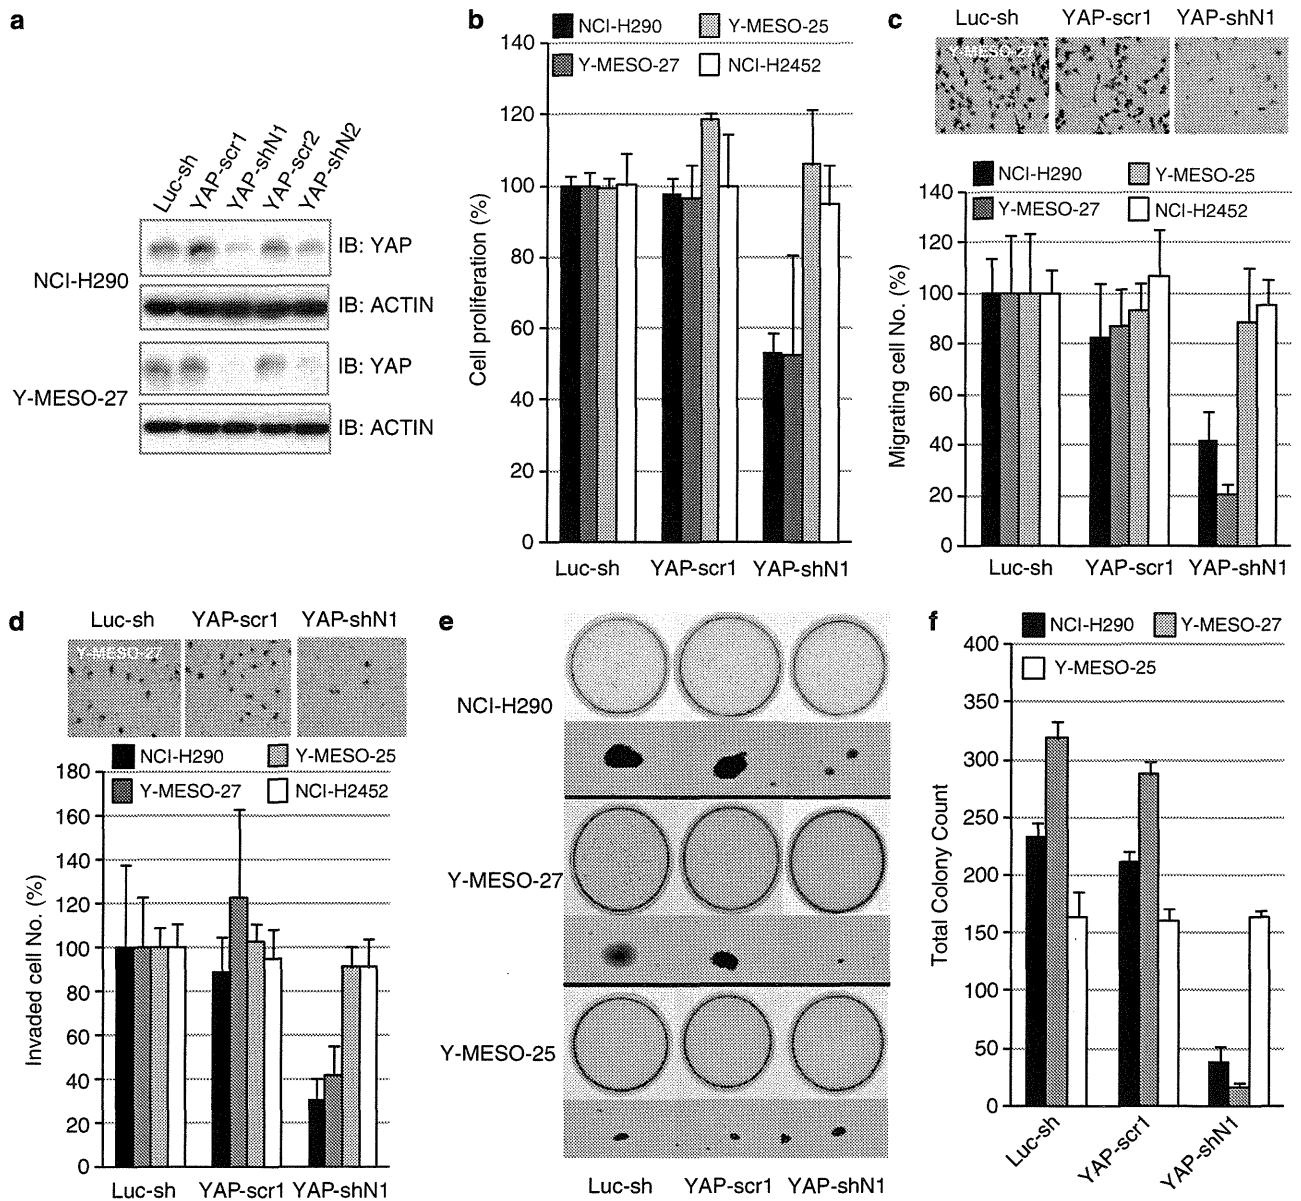 a
Luc-sh
YAP-scr1
YAP-shN1
YAP-scr2
YAP-shN2
NCI-H290
IB: YAP
IB: ACTIN
Y-MESO-27
IB: YAP
IB: ACTIN
b
NCI-H290
Y-MESO-25
Y-MESO-27
NCI-H2452
Cell proliferation (%)
140
120
100
80
60
40
20
0
Luc-sh
YAP-scr1
YAP-shN1
c
Luc-sh
YAP-scr1
YAP-shN1
Y-MESO-27
NCI-H290
Y-MESO-25
Y-MESO-27
NCI-H2452
Migrating cell No. (%)
140
120
100
80
60
40
20
0
Luc-sh
YAP-scr1
YAP-shN1
d
Luc-sh
YAP-scr1
YAP-shN1
Y-MESO-27
NCI-H290
Y-MESO-25
Y-MESO-27
NCI-H2452
Invaded cell No. (%)
180
160
140
120
100
80
60
40
20
0
Luc-sh
YAP-scr1
YAP-shN1
e
NCI-H290
Y-MESO-27
Y-MESO-25
Luc-sh
YAP-scr1
YAP-shN1
f
NCI-H290
Y-MESO-27
Y-MESO-25
Total Colony Count
400
350
300
250
200
150
100
50
0
Luc-sh
YAP-scr1
YAP-shN1